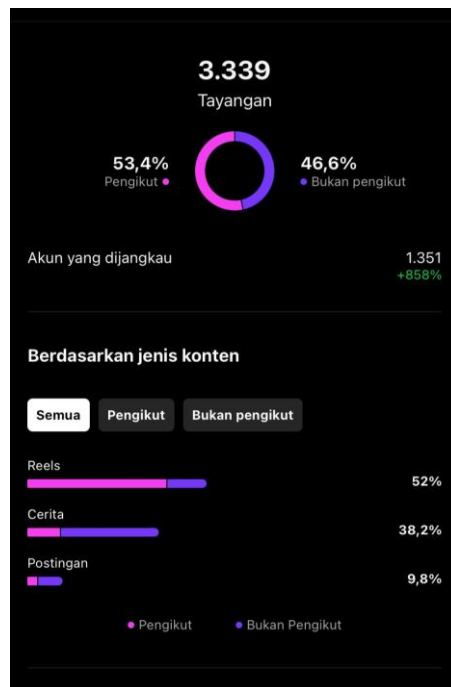 3.339
Tayangan
53,4%
Pengikut
46,6%
Bukan pengikut
Akun yang dijangkau
1.351
+858%
Berdasarkan jenis konten
Semua
Pengikut
Bukan pengikut
Reels
52%
Cerita
38,2%
Postingan
9,8%
Pengikut
Bukan Pengikut